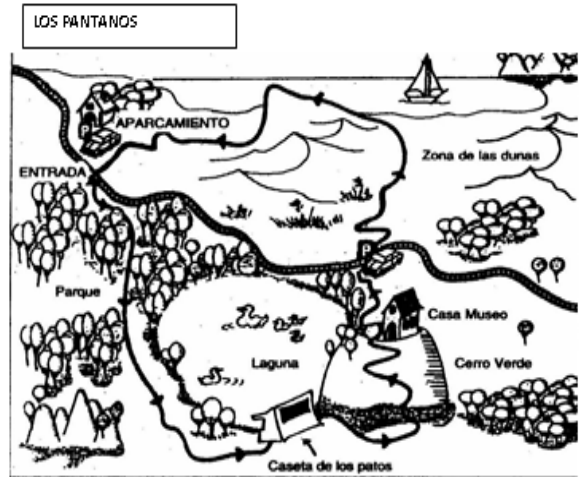 LOS PANTANOS
APARCAMIENTO
Zona de las dunas
ENTRADA
P
Parque
Casa Museo
Laguna
Cerro Verde
Caseta de los patos